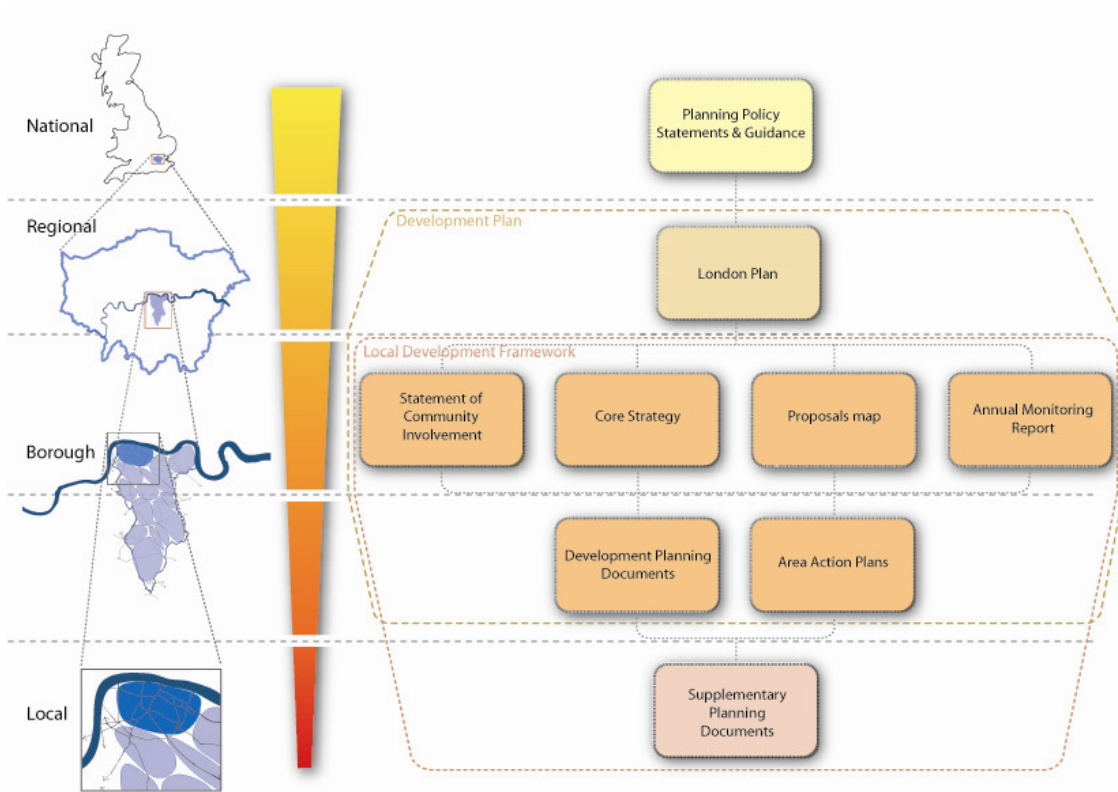 National
Planning Policy
Statements & Guidance
Regional
Development Plan
London Plan
Local Development Framework
Statement of
Community
Involvement
Core Strategy
Proposals map
Annual Monitoring
Report
Borough
Development Planning
Documents
Area Action Plans
Local
Supplementary
Planning
Documents